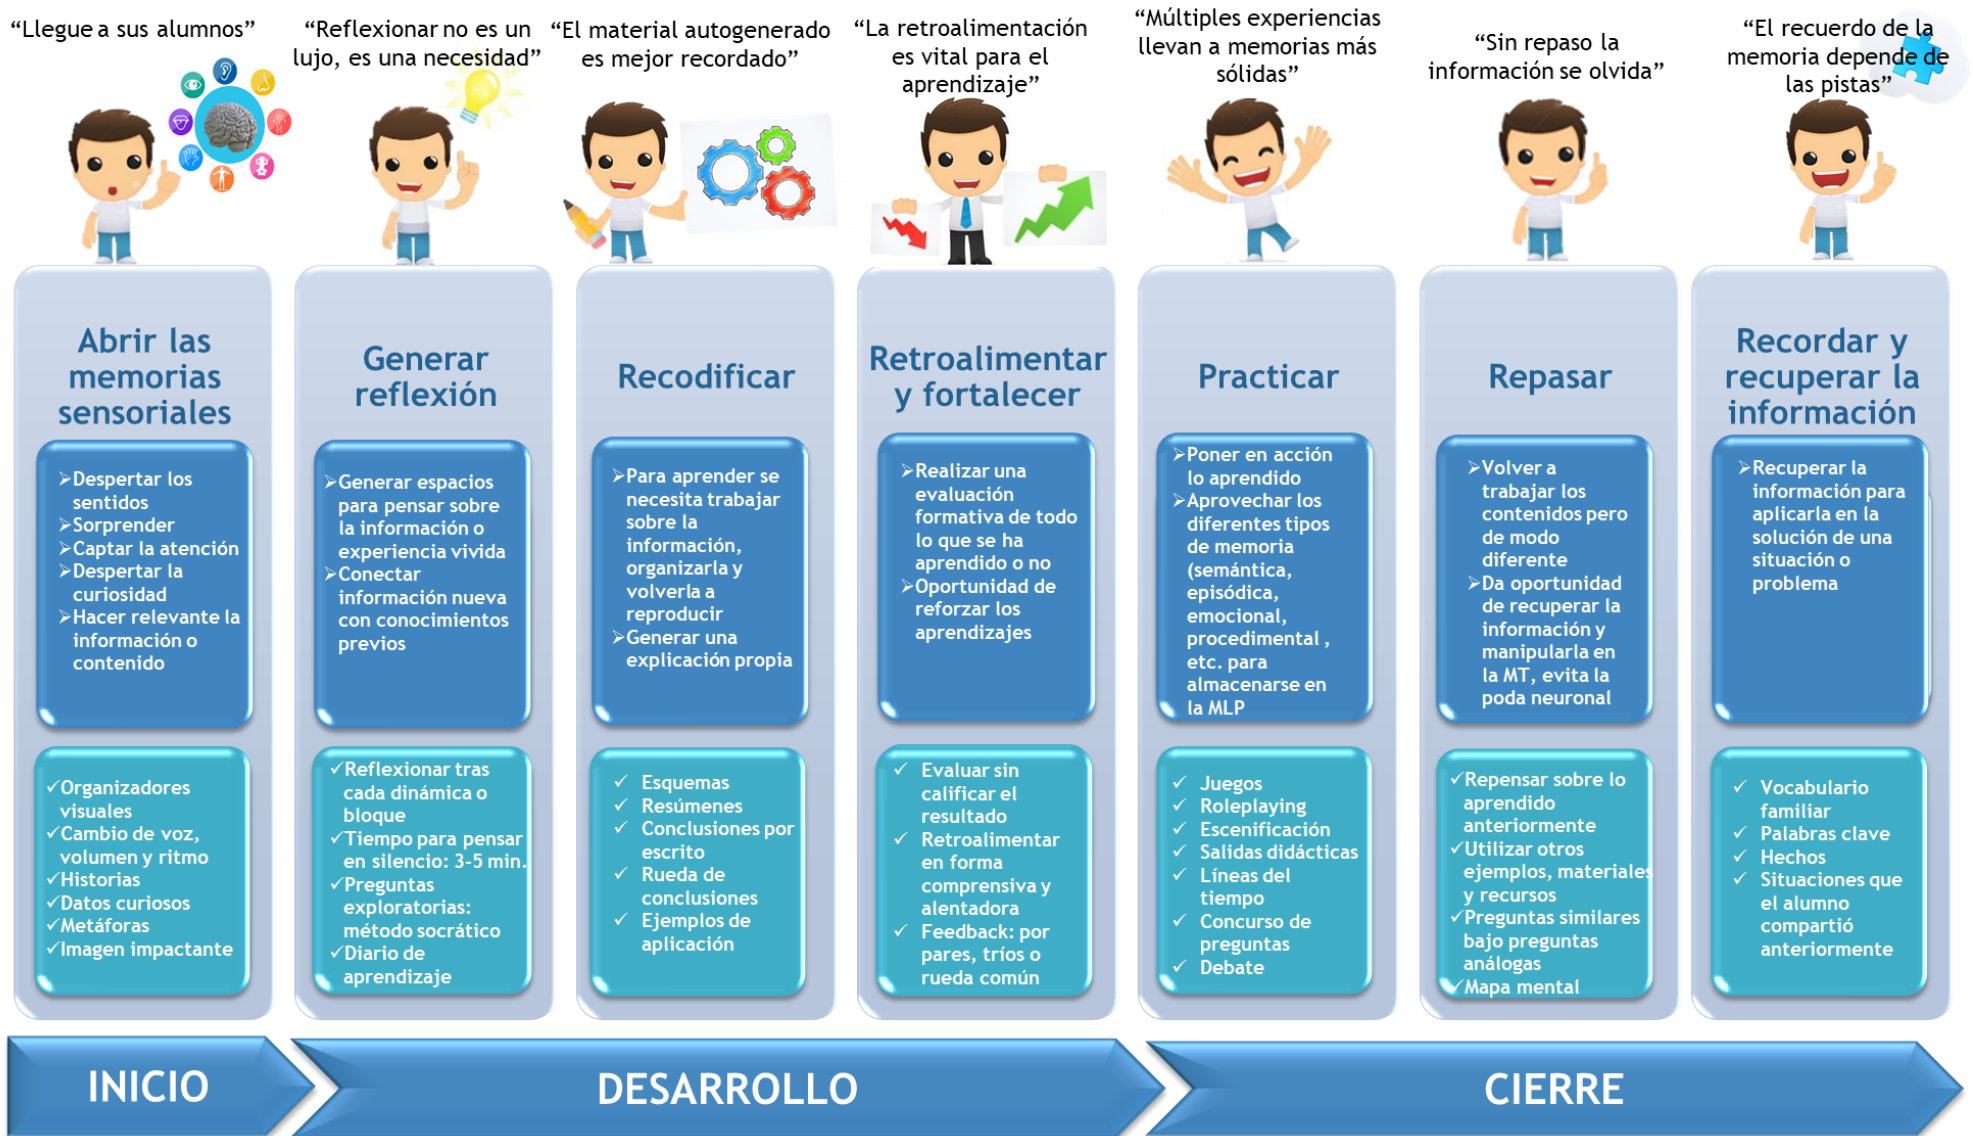 “Llegue a sus alumnos”
“Reflexionar no es un
lujo, es una necesidad”
“El material autogenerado
es mejor recordado”
“La retroalimentación
es vital para el
aprendizaje”
“Múltiples experiencias
llevan a memorias más
sólidas”
“Sin repaso la
información se olvida”
“El recuerdo de la
memoria depende de
las pistas”
Abrir las
memorias
sensoriales
➢Despertar los
sentidos
➢Sorprender
➢Captar la atención
➢Despertar la
curiosidad
➢Hacer relevante la
información o
contenido
✓Organizadores
visuales
✓Cambio de voz,
volumen y ritmo
✓Historias
✓Datos curiosos
✓Metáforas
✓Imagen impactante
Generar
reflexión
➢Generar espacios
para pensar sobre
la información o
experiencia vivida
➢Conectar
información nueva
con conocimientos
previos
✓Reflexionar tras
cada dinámica o
bloque
✓Tiempo para pensar
en silencio: 3-5 min.
✓Preguntas
exploratorias:
método socrático
✓Diario de
aprendizaje
Recodificar
➢Para aprender se
necesita trabajar
sobre la
información,
organizarla y
volverla a
reproducir
➢Generar una
explicación propia
✓ Esquemas
✓ Resúmenes
✓ Conclusiones por
escrito
✓ Rueda de
conclusiones
✓ Ejemplos de
aplicación
Retroalimentar
y fortalecer
➢Realizar una
evaluación
formativa de todo
lo que se ha
aprendido o no
➢Oportunidad de
reforzar los
aprendizajes
✓ Evaluar sin
calificar el
resultado
✓ Retroalimentar
en forma
comprensiva y
alentadora
✓ Feedback: por
pares, tríos o
rueda común
Practicar
➢Poner en acción
lo aprendido
➢Aprovechar los
diferentes tipos
de memoria
(semántica,
episódica,
emocional,
procedimental ,
etc. para
almacenarse en
la MLP
✓ Juegos
✓ Roleplaying
✓ Escenificación
✓ Salidas didácticas
✓ Líneas del
tiempo
✓ Concurso de
preguntas
✓ Debate
Repasar
➢Volver a
trabajar los
contenidos pero
de modo
diferente
➢Da oportunidad
de recuperar la
información y
manipularla en
la MT, evita la
poda neuronal
✓Repensar sobre lo
aprendido
anteriormente
✓Utilizar otros
ejemplos, materiales
y recursos
✓Preguntas similares
bajo preguntas
análogas
✓Mapa mental
Recordar y
recuperar la
información
➢Recuperar la
información para
aplicarla en la
solución de una
situación o
problema
✓ Vocabulario
familiar
✓ Palabras clave
✓ Hechos
✓ Situaciones que
el alumno
compartió
anteriormente
INICIO
DESARROLLO
CIERRE